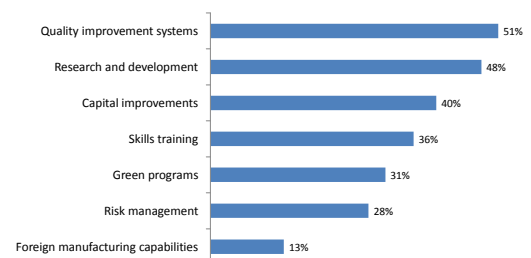 Quality improvement systems 51%
Research and development 48%
Capital improvements 40%
Skills training 36%
Green programs 31%
Risk management 28%
Foreign manufacturing capabilities 13%